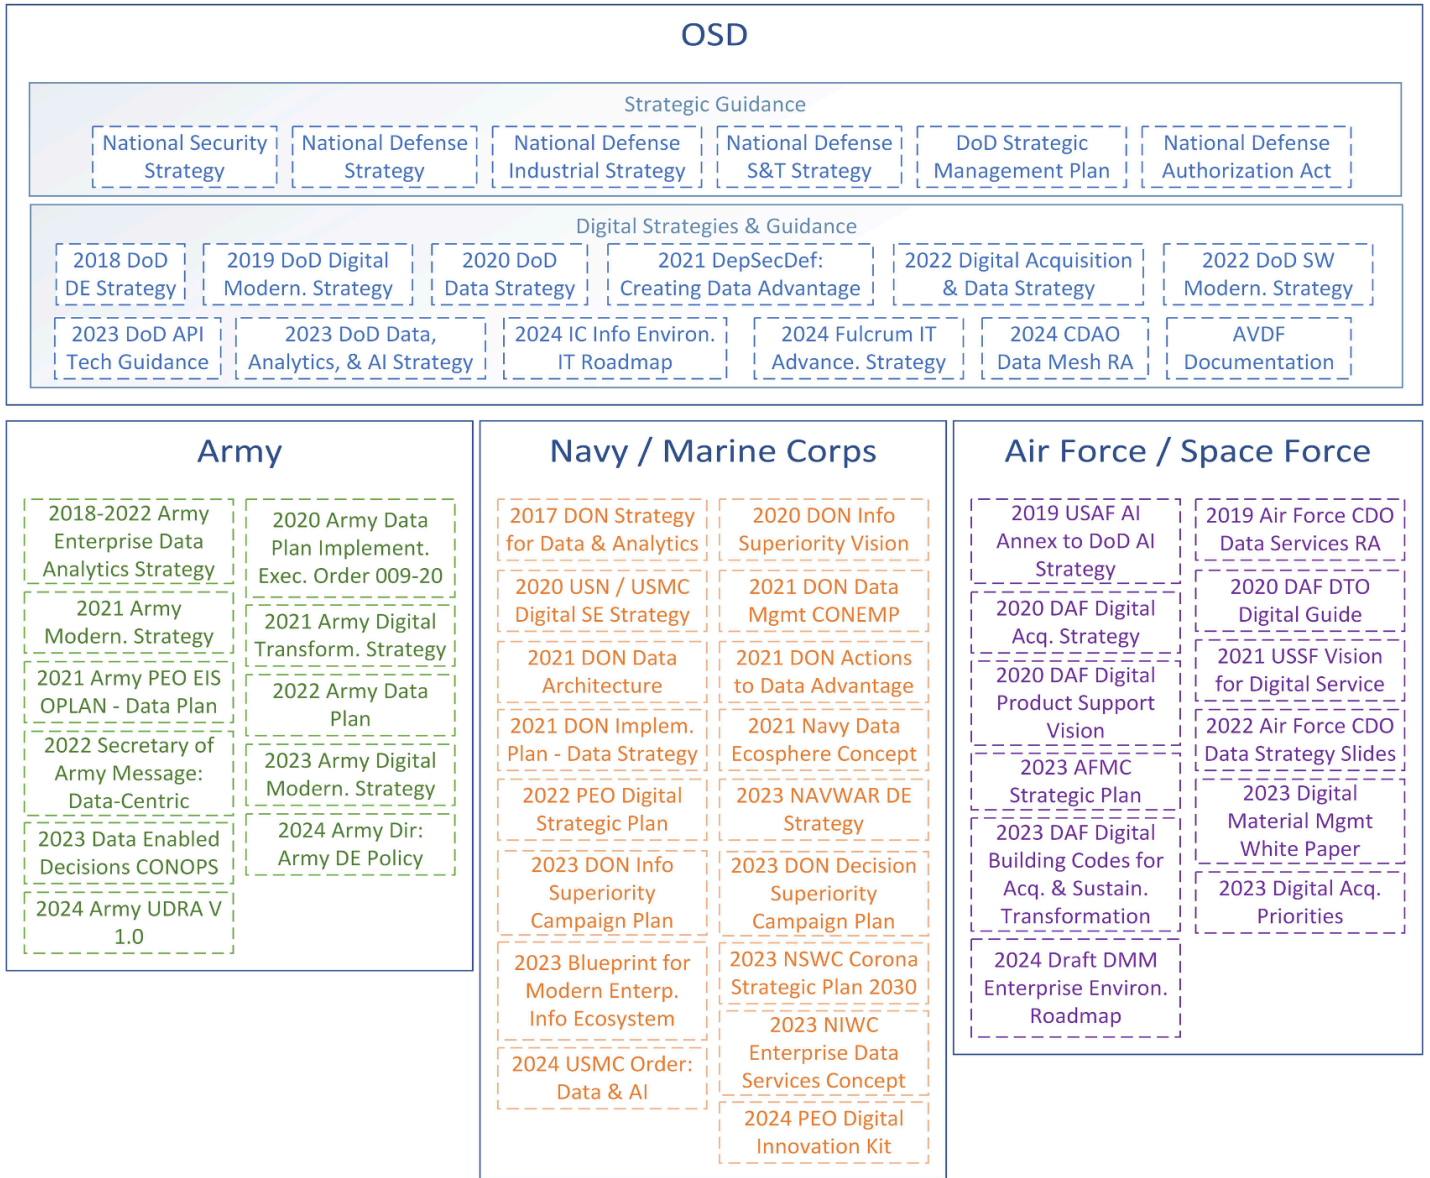 OSD
Strategic Guidance
National Security
Strategy
National Defense
Strategy
National Defense
Industrial Strategy
National Defense
S&T Strategy
DoD Strategic
Management Plan
National Defense
Authorization Act
Digital Strategies & Guidance
2018 DoD
DE Strategy
2019 DoD Digital
Modern. Strategy
2020 DoD
Data Strategy
2021 DepSecDef:
Creating Data Advantage
2022 Digital Acquisition
& Data Strategy
2022 DoD SW
Modern. Strategy
2023 DoD API
Tech Guidance
2023 DoD Data,
Analytics, & AI Strategy
2024 IC Info Environ.
IT Roadmap
2024 Fulcrum IT
Advance. Strategy
2024 CDAO
Data Mesh RA
AVDF
Documentation
Army
2018-2022 Army
Enterprise Data
Analytics Strategy
2021 Army
Modern. Strategy
2021 Army PEO EIS
OPLAN - Data Plan
2022 Secretary of
Army Message:
Data-Centric
2023 Data Enabled
Decisions CONOPS
2024 Army UDRA V
1.0
2020 Army Data
Plan Implement.
Exec. Order 009-20
2021 Army Digital
Transform. Strategy
2022 Army Data
Plan
2023 Army Digital
Modern. Strategy
2024 Army Dir:
Army DE Policy
Navy / Marine Corps
2017 DON Strategy
for Data & Analytics
2020 USN / USMC
Digital SE Strategy
2021 DON Data
Architecture
2021 DON Implem.
Plan - Data Strategy
2022 PEO Digital
Strategic Plan
2023 DON Info
Superiority
Campaign Plan
2023 Blueprint for
Modern Enterp.
Info Ecosystem
2024 USMC Order:
Data & AI
2020 DON Info
Superiority Vision
2021 DON Data
Mgmt CONEMP
2021 DON Actions
to Data Advantage
2021 Navy Data
Ecosphere Concept
2023 NAVWAR DE
Strategy
2023 DON Decision
Superiority
Campaign Plan
2023 NSWC Corona
Strategic Plan 2030
2023 NIWC
Enterprise Data
Services Concept
2024 PEO Digital
Innovation Kit
Air Force / Space Force
2019 USAF AI
Annex to DoD AI
Strategy
2020 DAF Digital
Acq. Strategy
2020 DAF Digital
Product Support
Vision
2023 AFMC
Strategic Plan
2023 DAF Digital
Building Codes for
Acq. & Sustain.
Transformation
2024 Draft DMM
Enterprise Environ.
Roadmap
2019 Air Force CDO
Data Services RA
2020 DAF DTO
Digital Guide
2021 USSF Vision
for Digital Service
2022 Air Force CDO
Data Strategy Slides
2023 Digital
Material Mgmt
White Paper
2023 Digital Acq.
Priorities